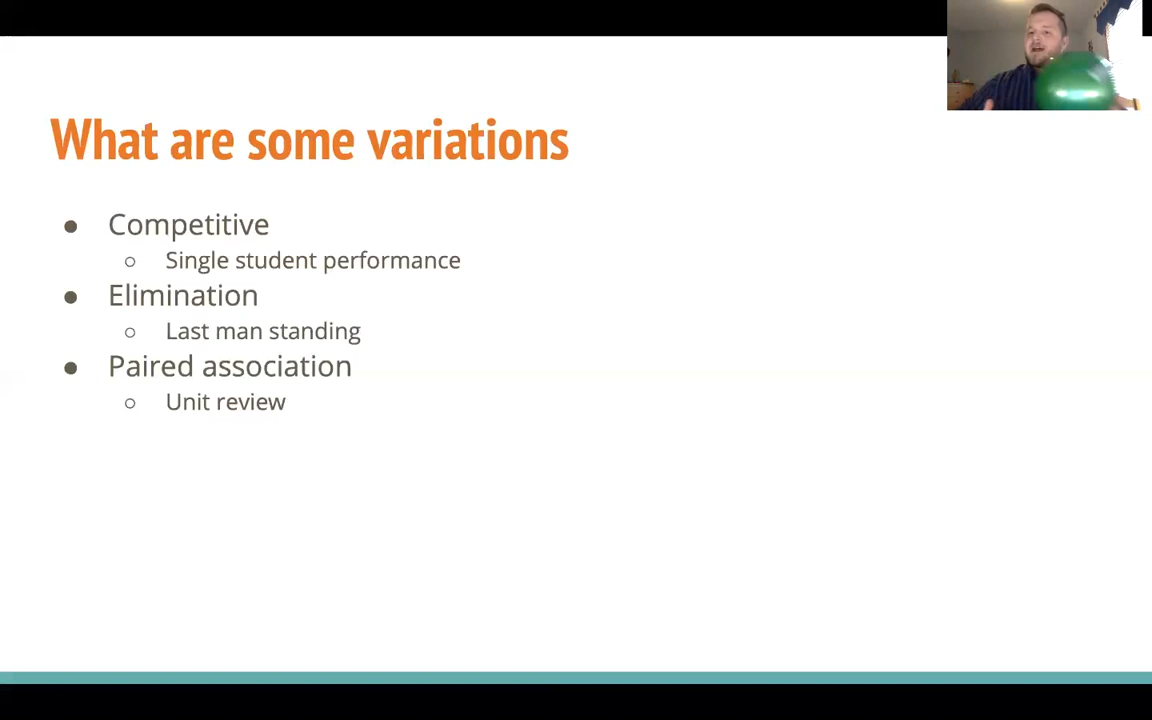 What are some variations
● Competitive
○ Single student performance
● Elimination
○ Last man standing
● Paired association
○ Unit review